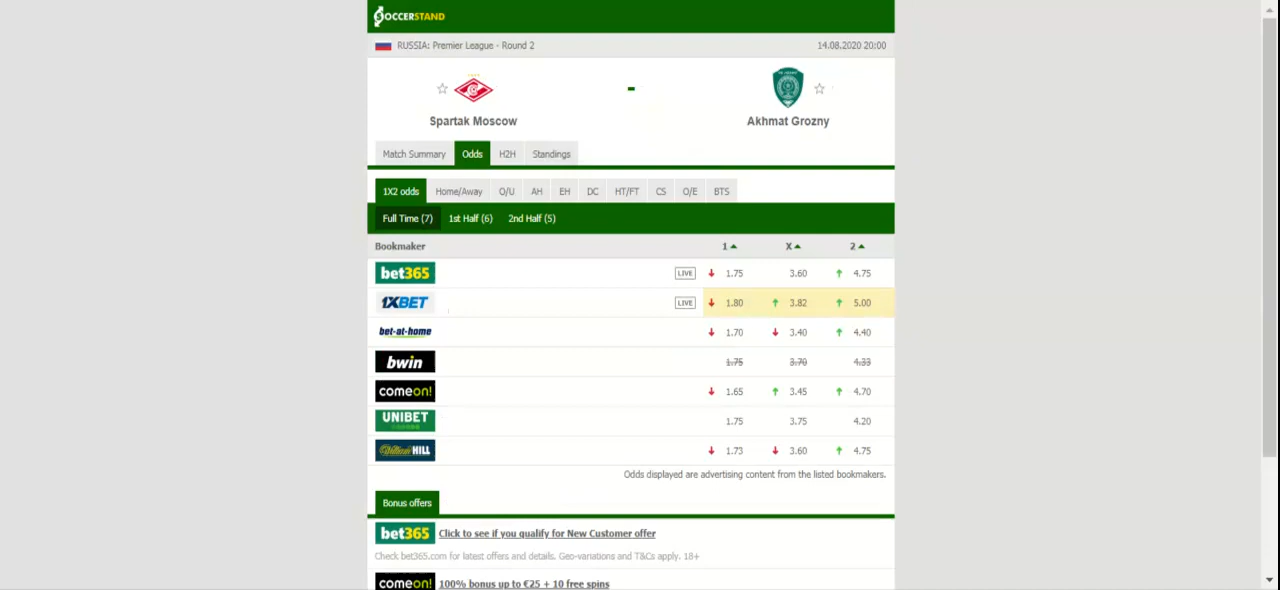 SOCCERSTAND
RUSSIA: Premier League - Round 2 14.08.2020 20:00
-
Spartak Moscow Akhmat Grozny
Match Summary Odds H2H Standings
1X2 odds Home/Away O/U AH EH DC HT/FT CS O/E BTS
Full Time (7) 1st Half (6) 2nd Half (5)
Bookmaker 1 X 2
bet365 LIVE 1.75 3.60 4.75
1XBET LIVE 1.80 3.82 5.00
bet-at-home 1.70 3.40 4.40
bwin 1.75 3.70 4.33
comeon! 1.65 3.45 4.70
UNIBET 1.75 3.75 4.20
William HILL 1.73 3.60 4.75
Odds displayed are advertising content from the listed bookmakers.
Bonus offers
bet365 Click to see if you qualify for New Customer offer
Check bet365.com for latest offers and details. Geo-variations and T&Cs apply. 18+
comeon! 100% bonus up to €25 + 10 free spins